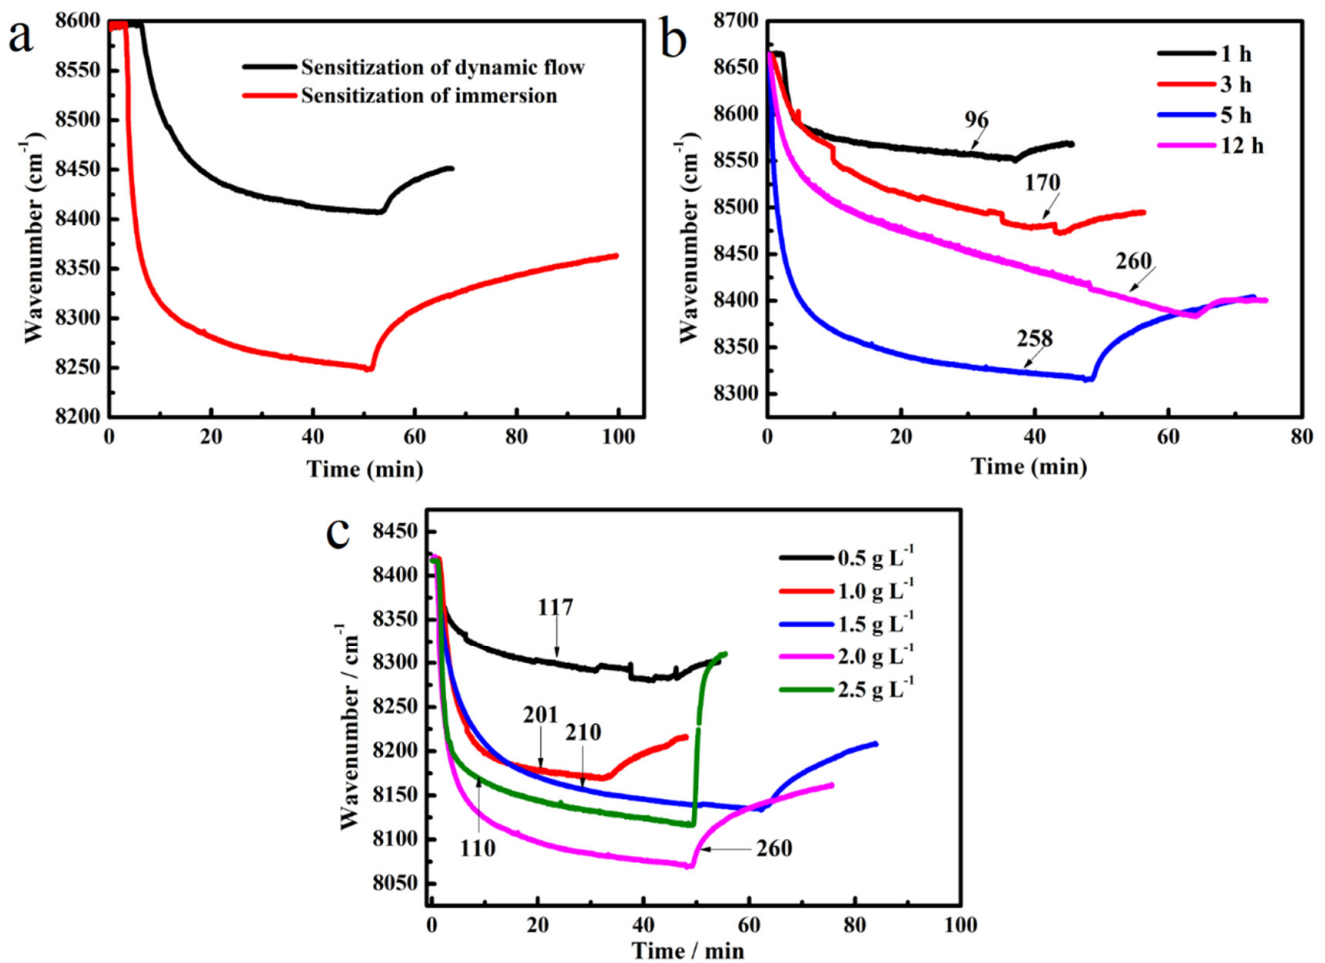 a
8600
8550
8500
8450
8400
8350
8300
8250
8200
Wavenumber (cm⁻¹)
Sensitization of dynamic flow
Sensitization of immersion
0 20 40 60 80 100
Time (min)
b
8700
8650
8600
8550
8500
8450
8400
8350
8300
Wavenumber (cm⁻¹)
1 h
3 h
5 h
12 h
96
170
260
258
0 20 40 60 80
Time (min)
c
8450
8400
8350
8300
8250
8200
8150
8100
8050
Wavenumber / cm⁻¹
0.5 g L⁻¹
1.0 g L⁻¹
1.5 g L⁻¹
2.0 g L⁻¹
2.5 g L⁻¹
117
201
210
110
260
0 20 40 60 80 100
Time / min